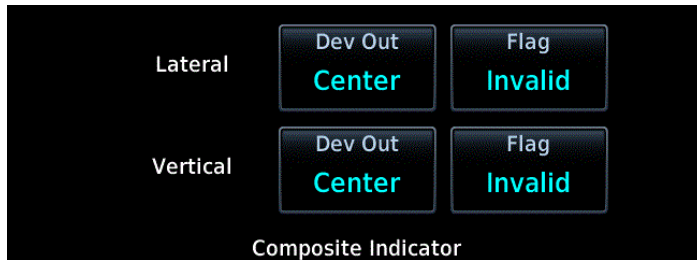 Lateral
Dev Out
Center
Flag
Invalid
Vertical
Dev Out
Center
Flag
Invalid
Composite Indicator